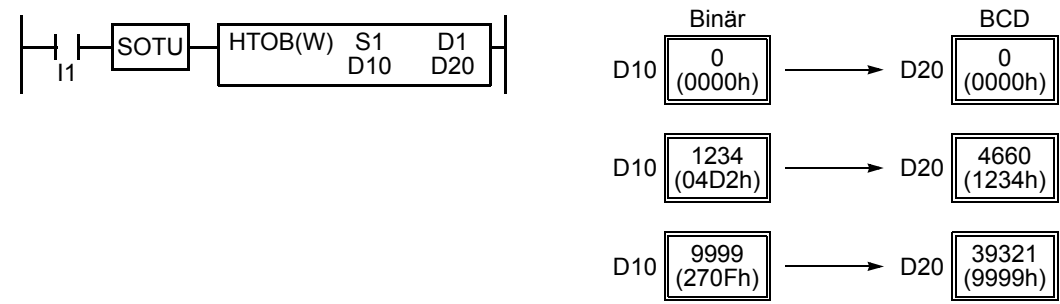 I1
SOTU
HTOB(W) S1 D1
D10 D20
Binär BCD
D10 0 (0000h) D20 0 (0000h)
D10 1234 (04D2h) D20 4660 (1234h)
D10 9999 (270Fh) D20 39321 (9999h)